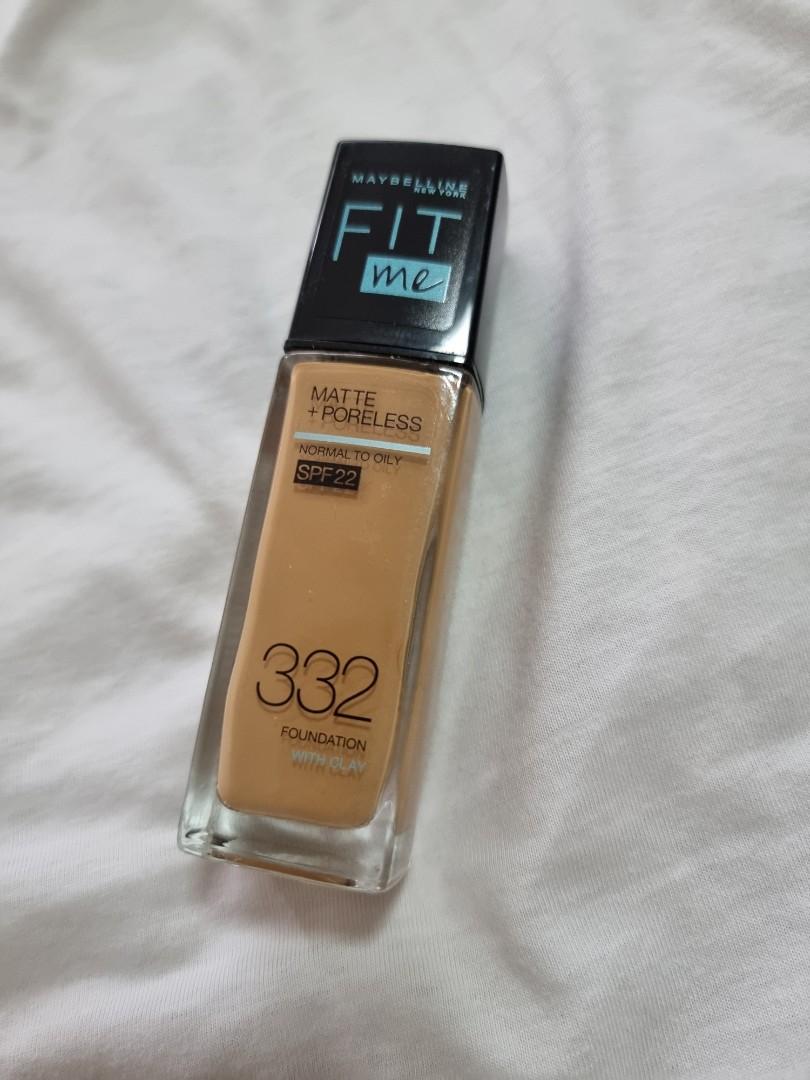 MAYBELLINE
NEW YORK
FIT
me
MATTE
+ PORELESS
NORMAL TO OILY
SPF 22
332
FOUNDATION
WITH CLAY